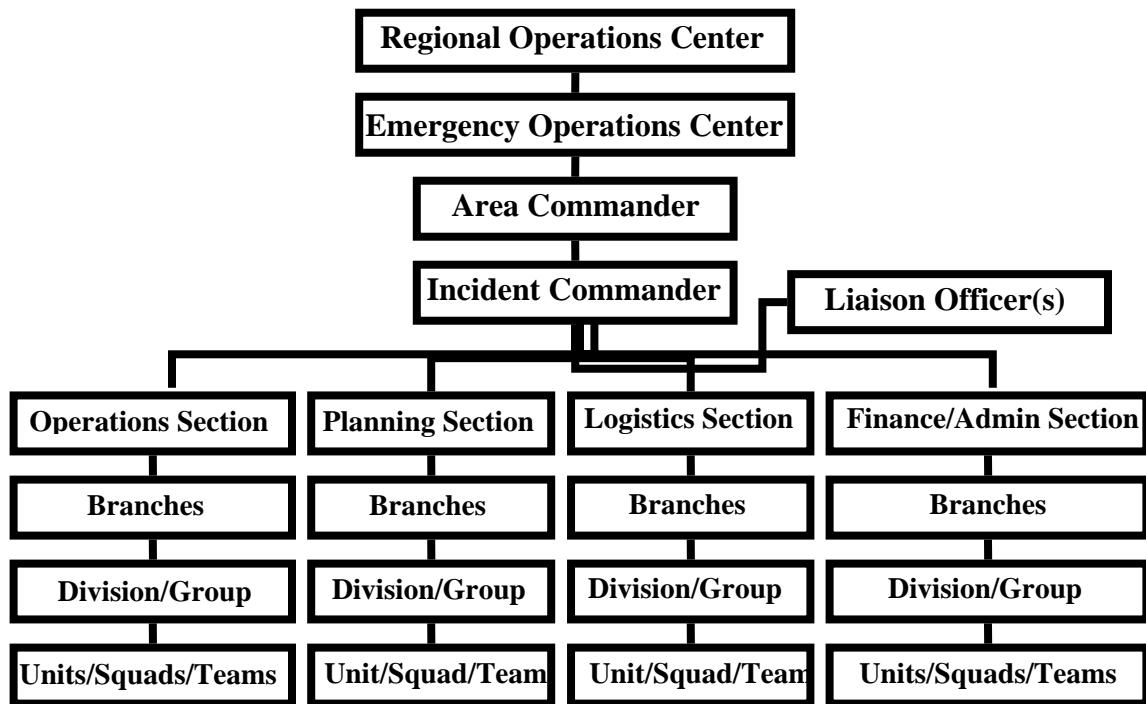 Regional Operations Center
Emergency Operations Center
Area Commander
Incident Commander
Liaison Officer(s)
Operations Section
Planning Section
Logistics Section
Finance/Admin Section
Branches
Branches
Branches
Branches
Division/Group
Division/Group
Division/Group
Division/Group
Units/Squads/Teams
Unit/Squad/Team
Unit/Squad/Team
Units/Squads/Teams